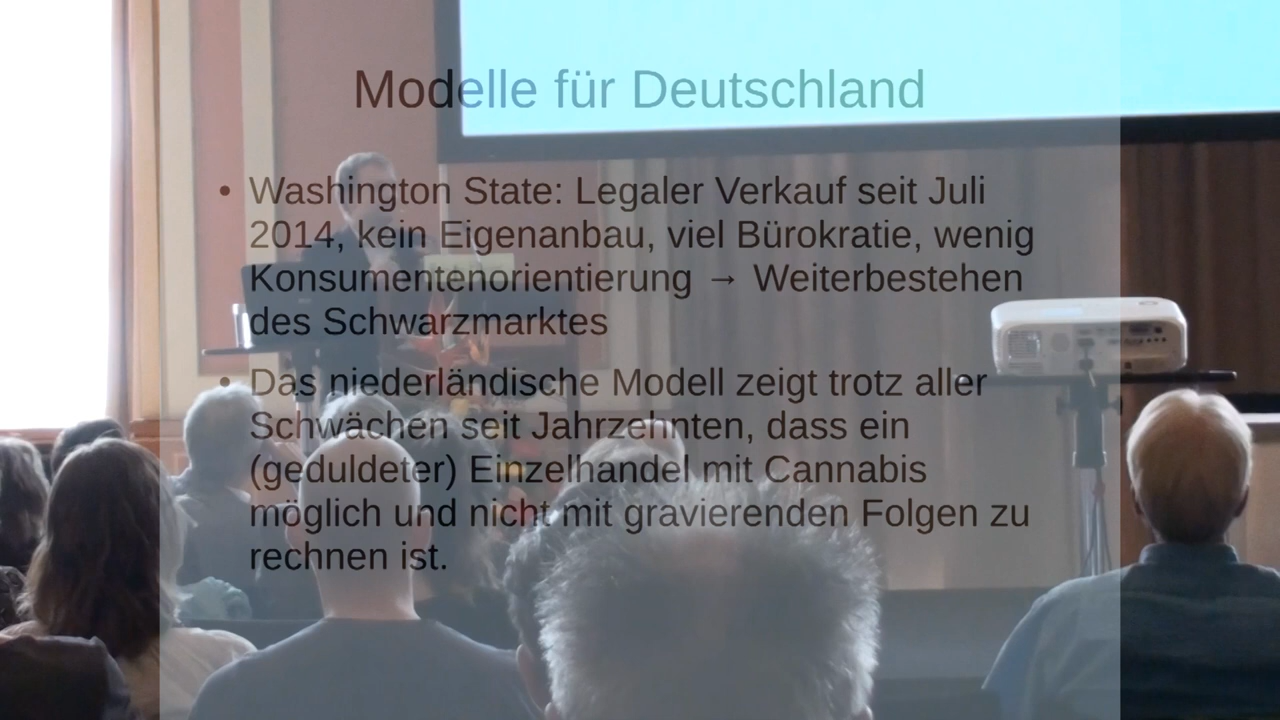 Modelle für Deutschland
• Washington State: Legaler Verkauf seit Juli
2014, kein Eigenanbau, viel Bürokratie, wenig
Konsumentenorientierung → Weiterbestehen
des Schwarzmarktes
• Das niederländische Modell zeigt trotz aller
Schwächen seit Jahrzehnten, dass ein
(geduldeter) Einzelhandel mit Cannabis
möglich und nicht mit gravierenden Folgen zu
rechnen ist.